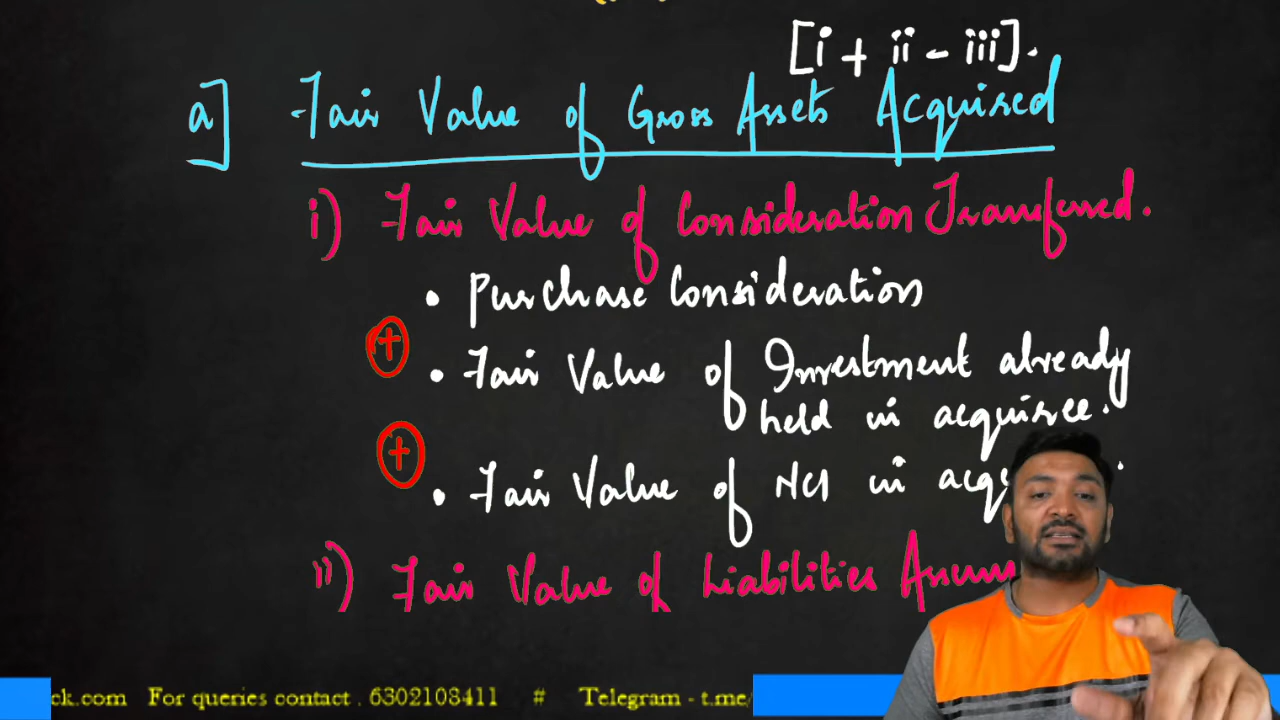 [i + ii - iii].
a] Fair Value of Gross Assets Acquired
i) Fair Value of Consideration Transferred.
• Purchase Consideration
+
• Fair Value of Investment already
held in acquiree.
+
• Fair Value of NCI in
ii) Fair Value of Liabilities
ck.com For queries contact . 6302108411 # Telegram - t.me/